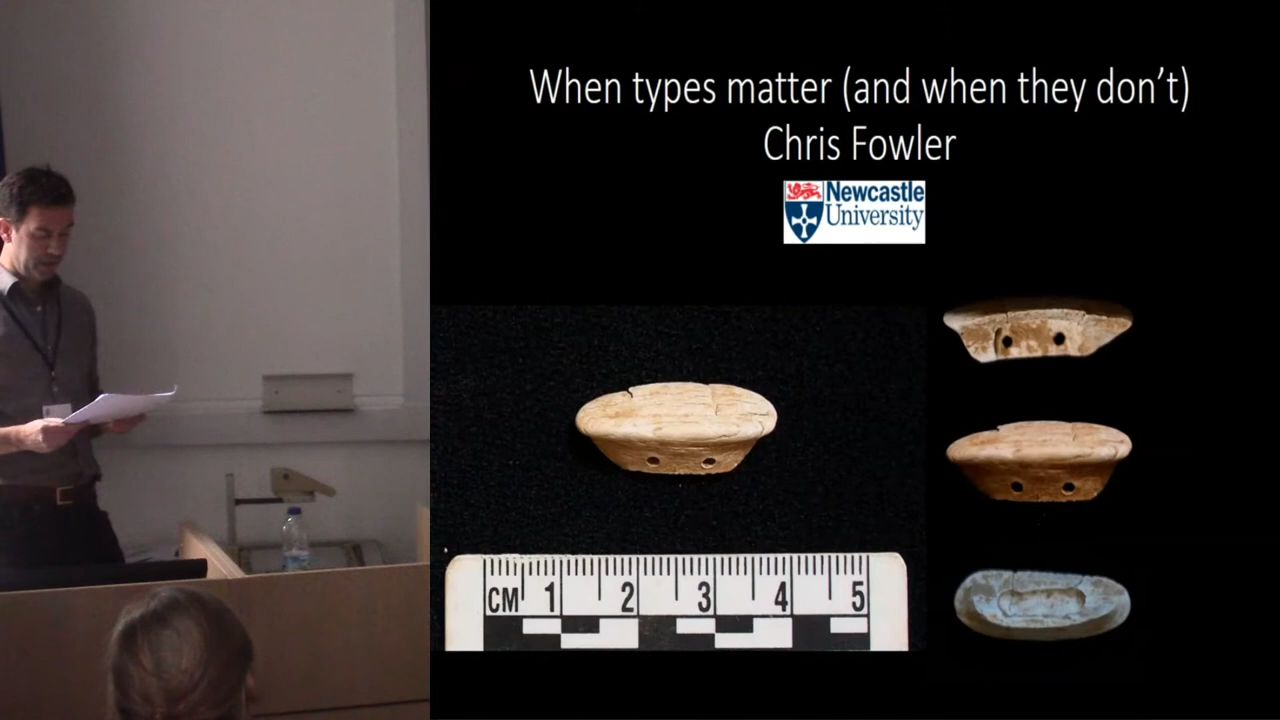 When types matter (and when they don't)
Chris Fowler
Newcastle
University
CM 1 2 3 4 5